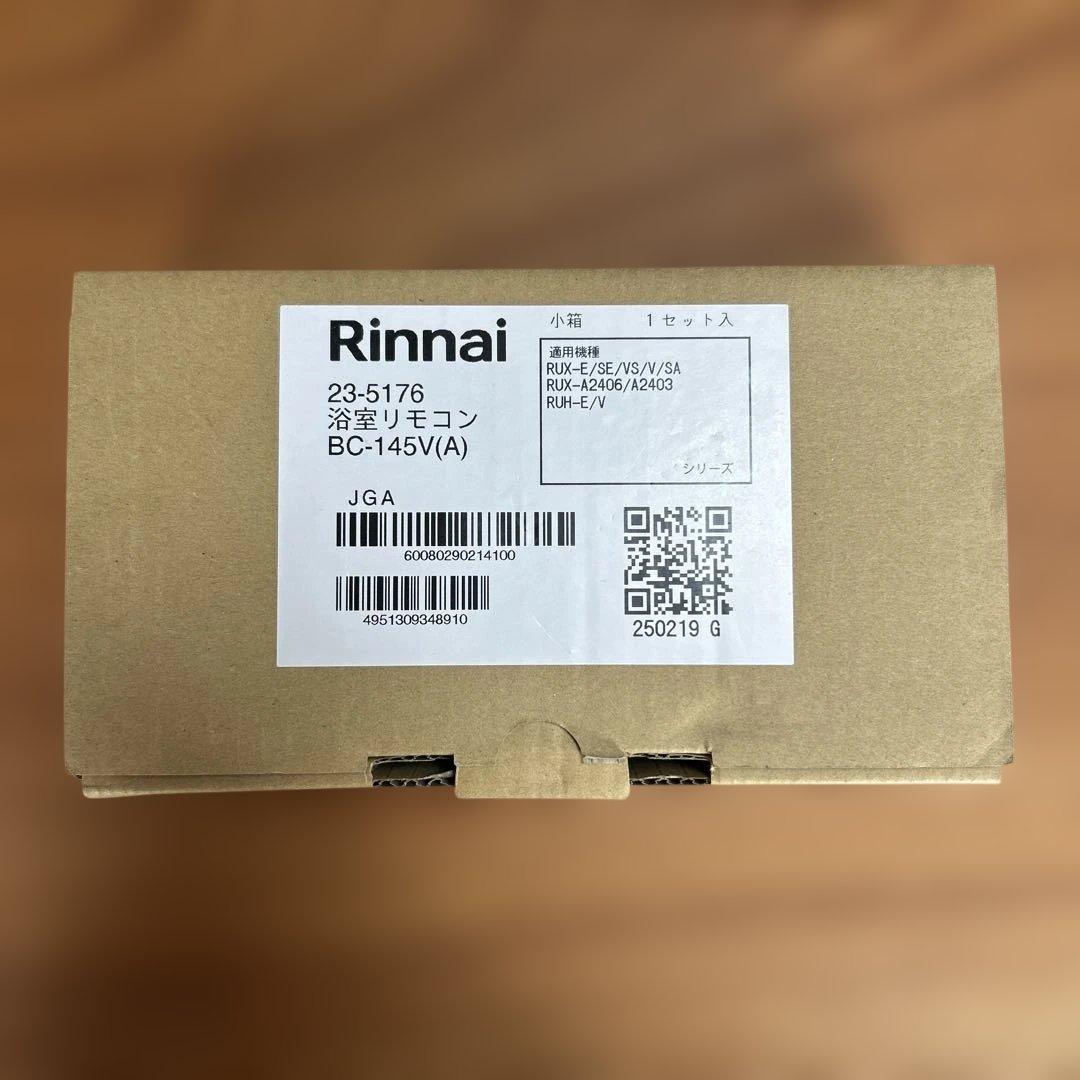 Rinnai
23-5176
浴室リモコン
BC-145V(A)
小箱 1セット入
適用機種
RUX-E/SE/VS/V/SA
RUX-A2406/A2403
RUH-E/V
シリーズ
JGA
60080290214100
4951309348910
250219 G